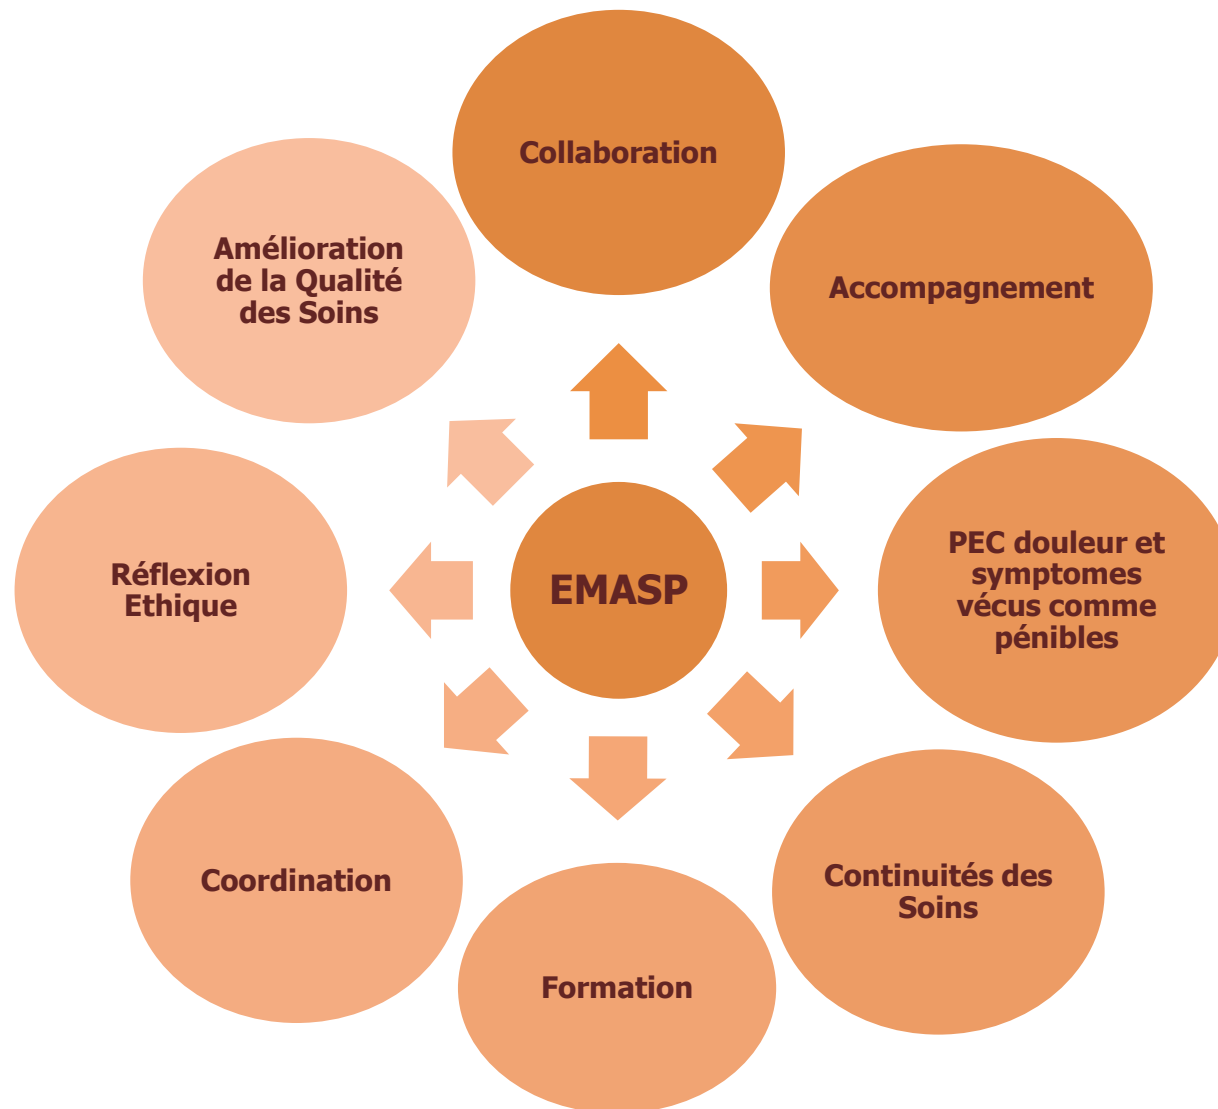 Collaboration
Accompagnement
PEC douleur et
symptomes
vécus comme
pénibles
Continuités des
Soins
Formation
Coordination
Réflexion
Ethique
Amélioration
de la Qualité
des Soins
EMASP